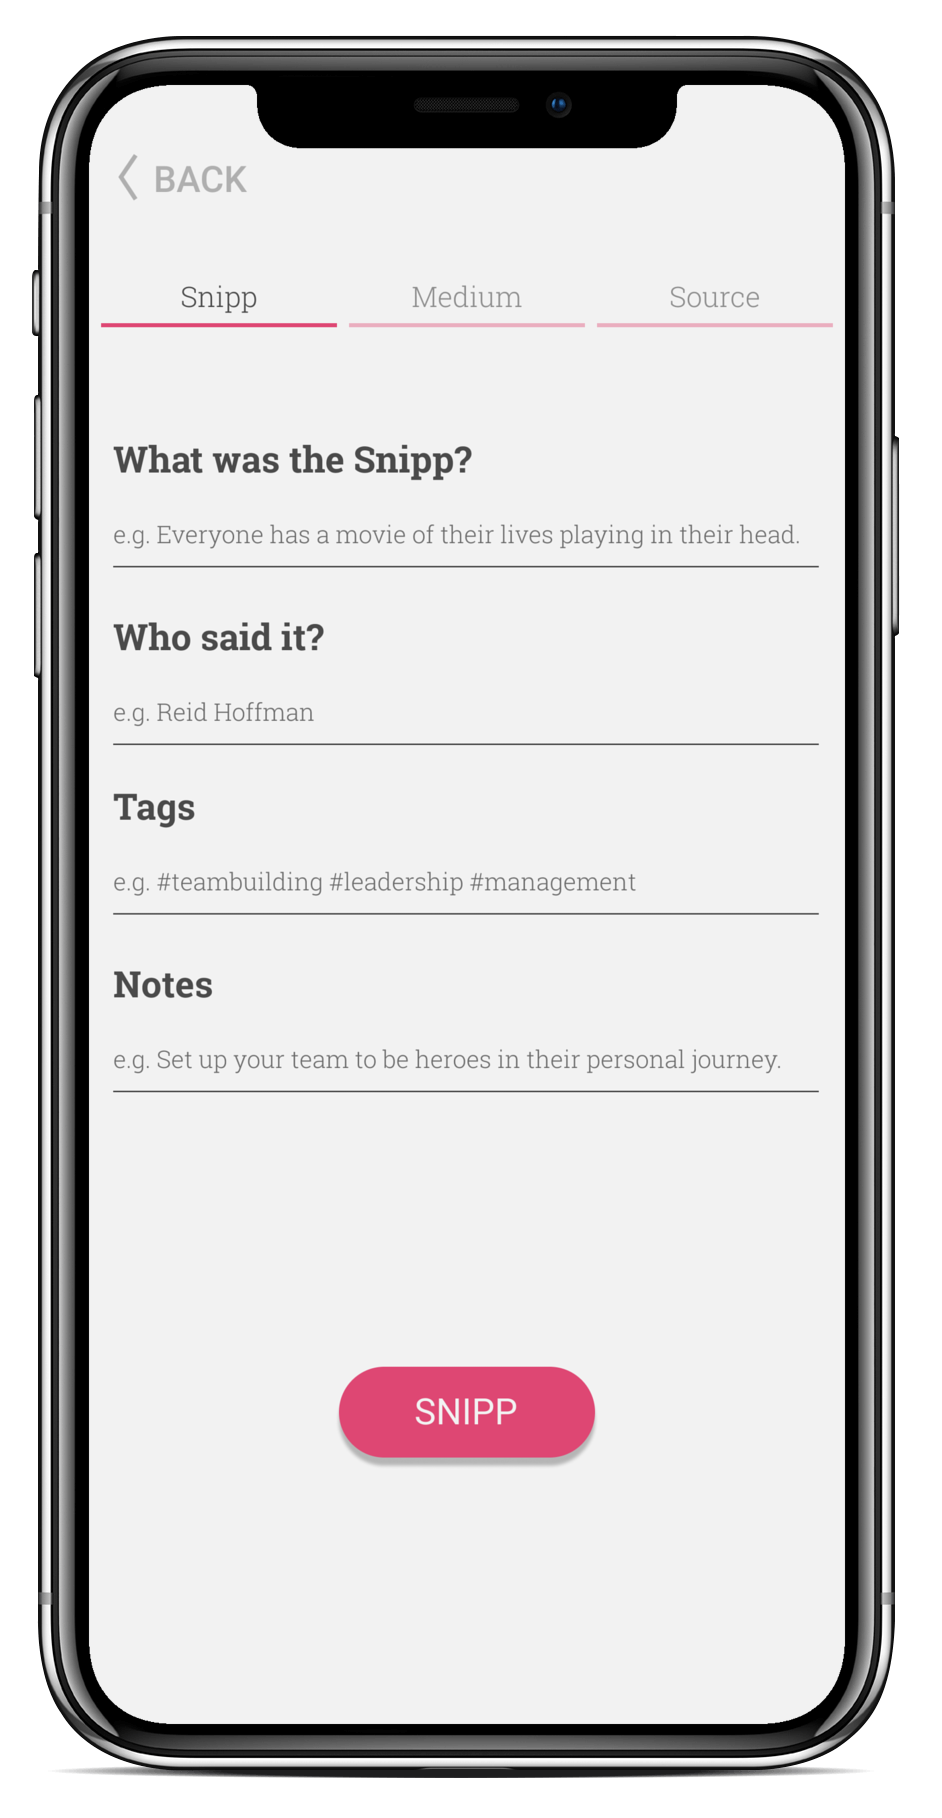 BACK
Snipp Medium Source
What was the Snipp?
e.g. Everyone has a movie of their lives playing in their head.
Who said it?
e.g. Reid Hoffman
Tags
e.g. #teambuilding #leadership #management
Notes
e.g. Set up your team to be heroes in their personal journey.
SNIPP